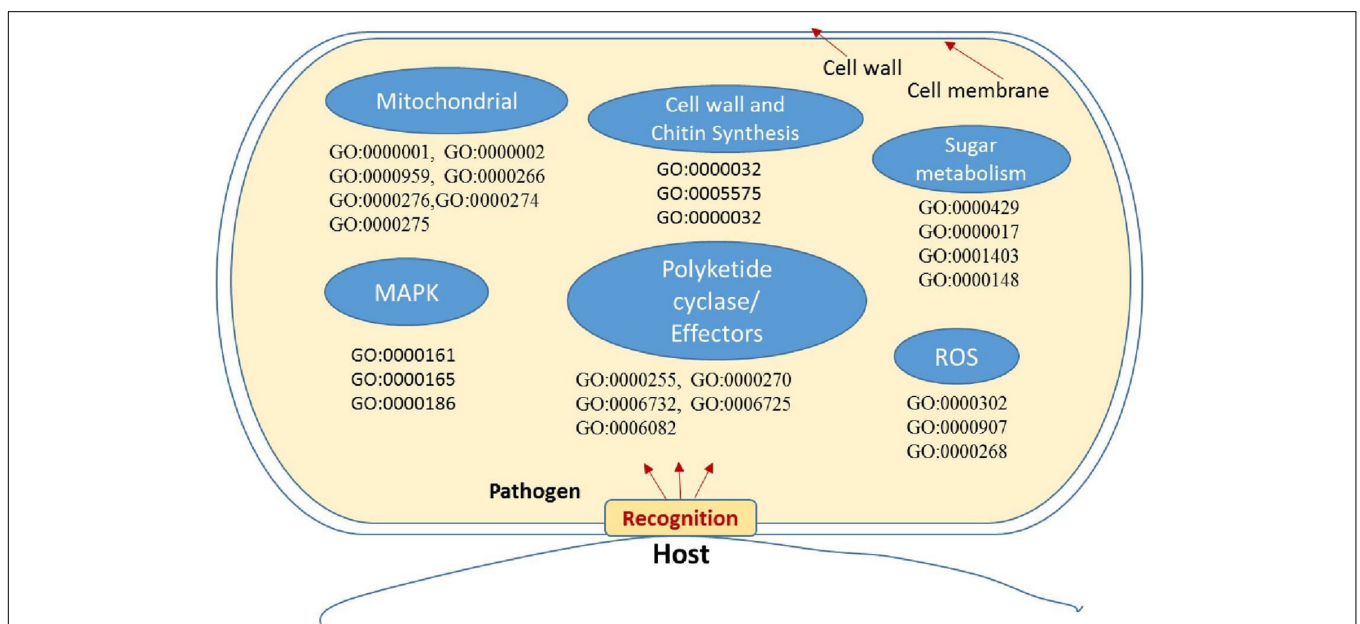 Cell wall
Cell membrane
Mitochondrial
GO:0000001, GO:0000002
GO:0000959, GO:0000266
GO:0000276,GO:0000274
GO:0000275
Cell wall and
Chitin Synthesis
GO:0000032
GO:0005575
GO:0000032
Sugar
metabolism
GO:0000429
GO:0000017
GO:0001403
GO:0000148
MAPK
GO:0000161
GO:0000165
GO:0000186
Polyketide
cyclase/
Effectors
GO:0000255, GO:0000270
GO:0006732, GO:0006725
GO:0006082
ROS
GO:0000302
GO:0000907
GO:0000268
Pathogen
Recognition
Host